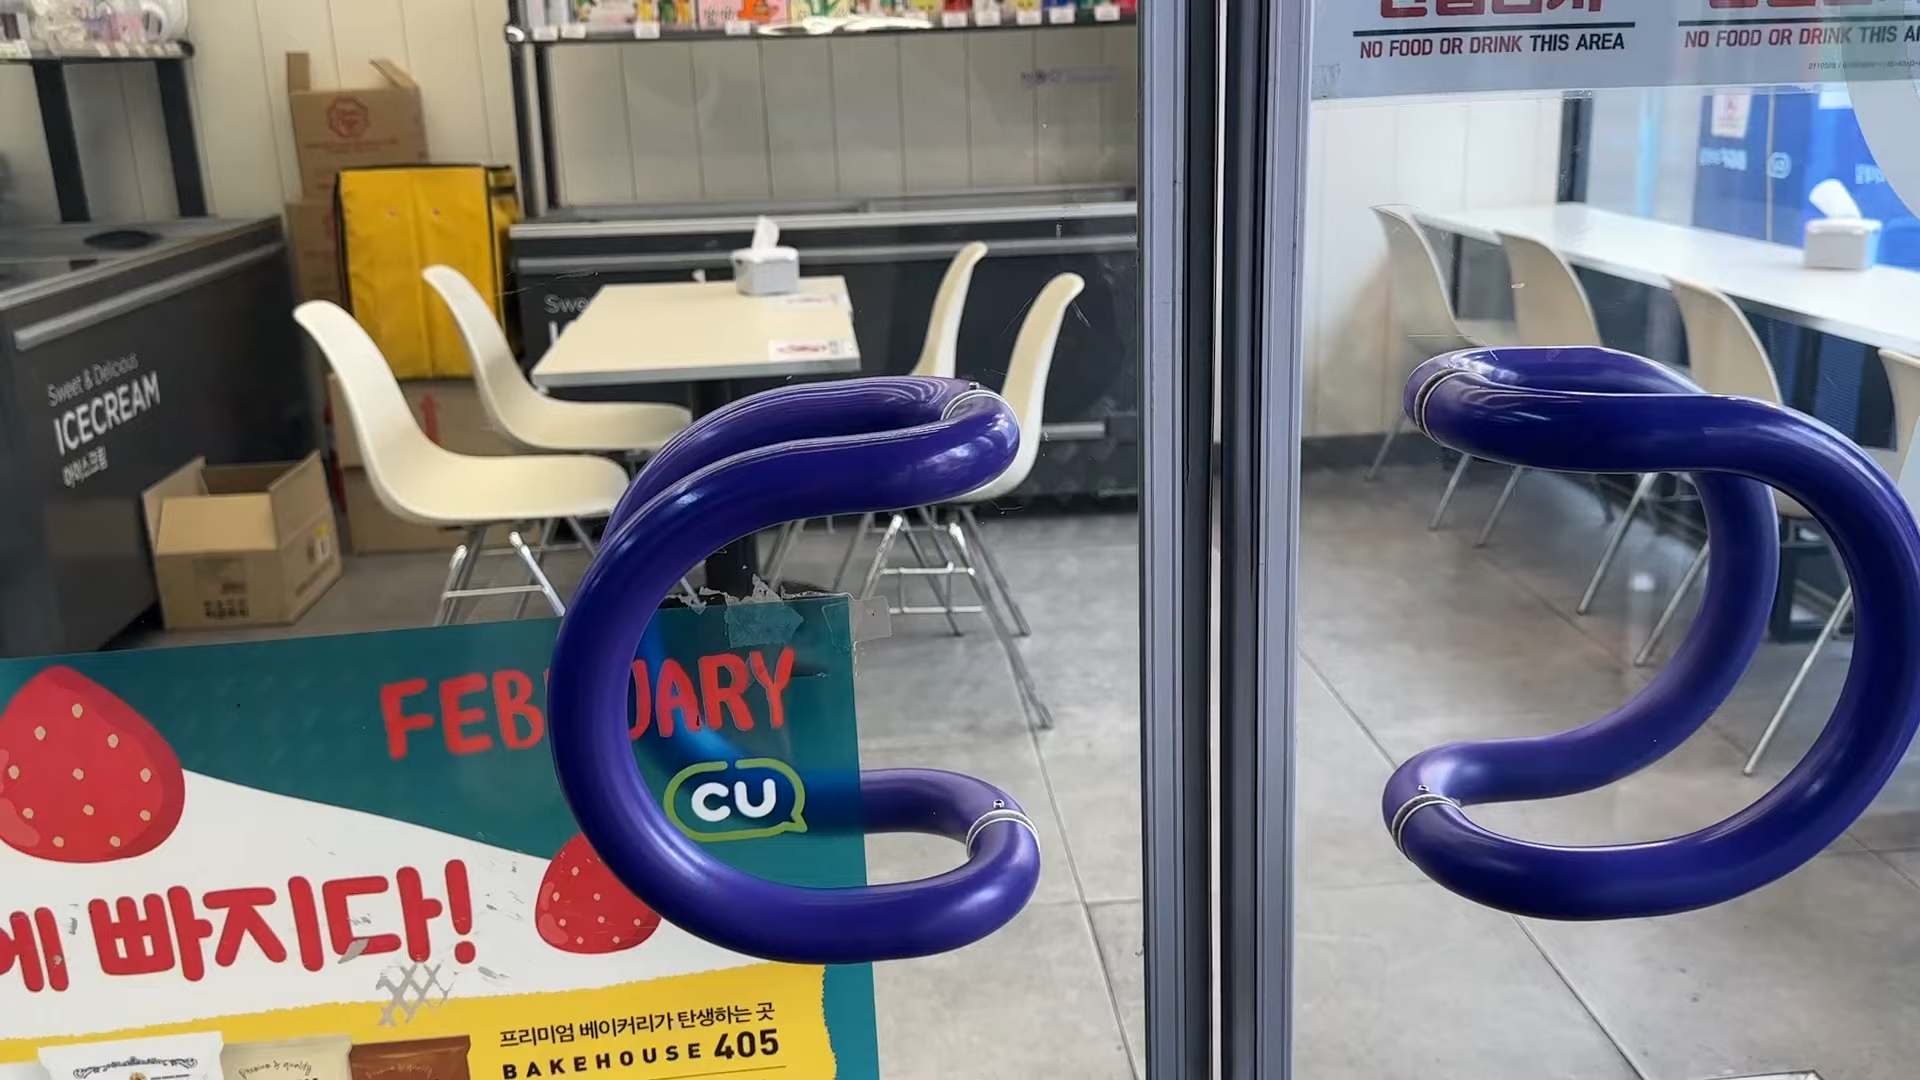 NO FOOD OR DRINK THIS AREA
NO FOOD OR DRINK THIS
Sweet & Delicious
ICECREAM
아이스크림
FEB UARY
CU
에 빠지다!
프리미엄 베이커리가 탄생하는 곳
BAKEHOUSE 405